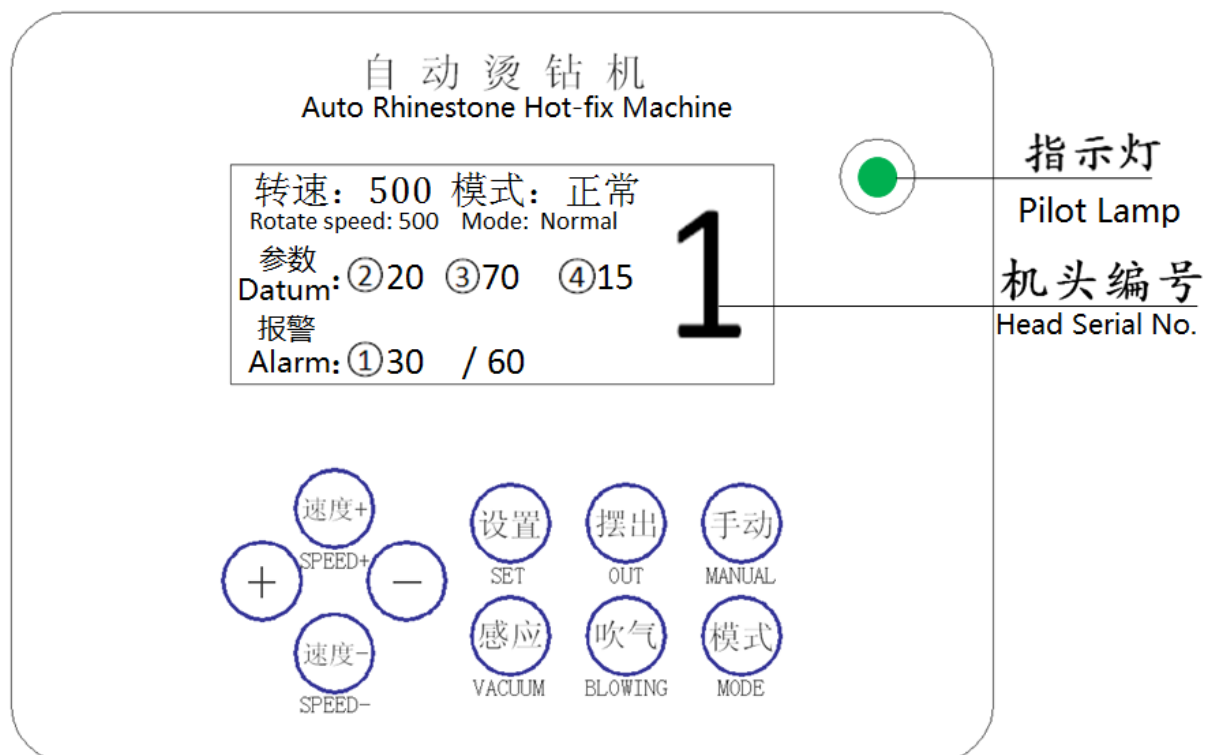 自动烫钻机
Auto Rhinestone Hot-fix Machine
转速：500 模式：正常
Rotate speed: 500 Mode: Normal
参数
Datum: ②20 ③70 ④15
报警
Alarm: ①30 / 60
1
指示灯
Pilot Lamp
机头编号
Head Serial No.
速度+
SPEED+
+
−
速度-
SPEED-
设置 摆出 手动
SET OUT MANUAL
感应 吹气 模式
VACUUM BLOWING MODE